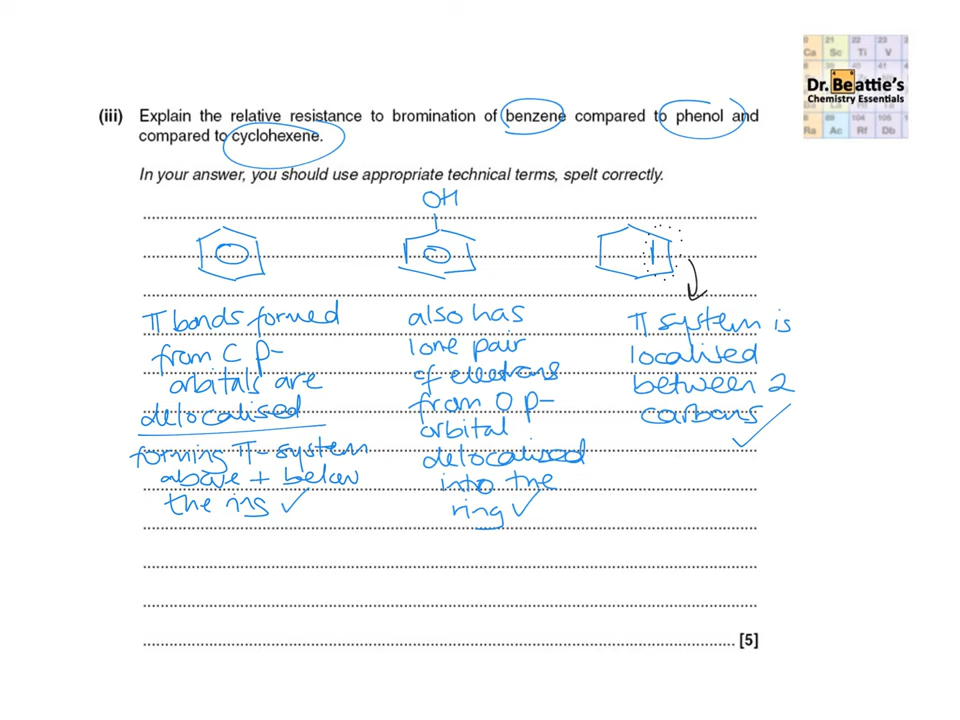 Dr. Beattie's
Chemistry Essentials
(iii) Explain the relative resistance to bromination of benzene compared to phenol and
compared to cyclohexene.
In your answer, you should use appropriate technical terms, spelt correctly.
OH
π bonds formed
from C p-
orbitals are
delocalised
forming π-system
above + below
the ring ✓
also has
lone pair
of electrons
from O p-
orbital
delocalised
into the
ring ✓
π system is
localised
between 2
carbons ✓
[5]